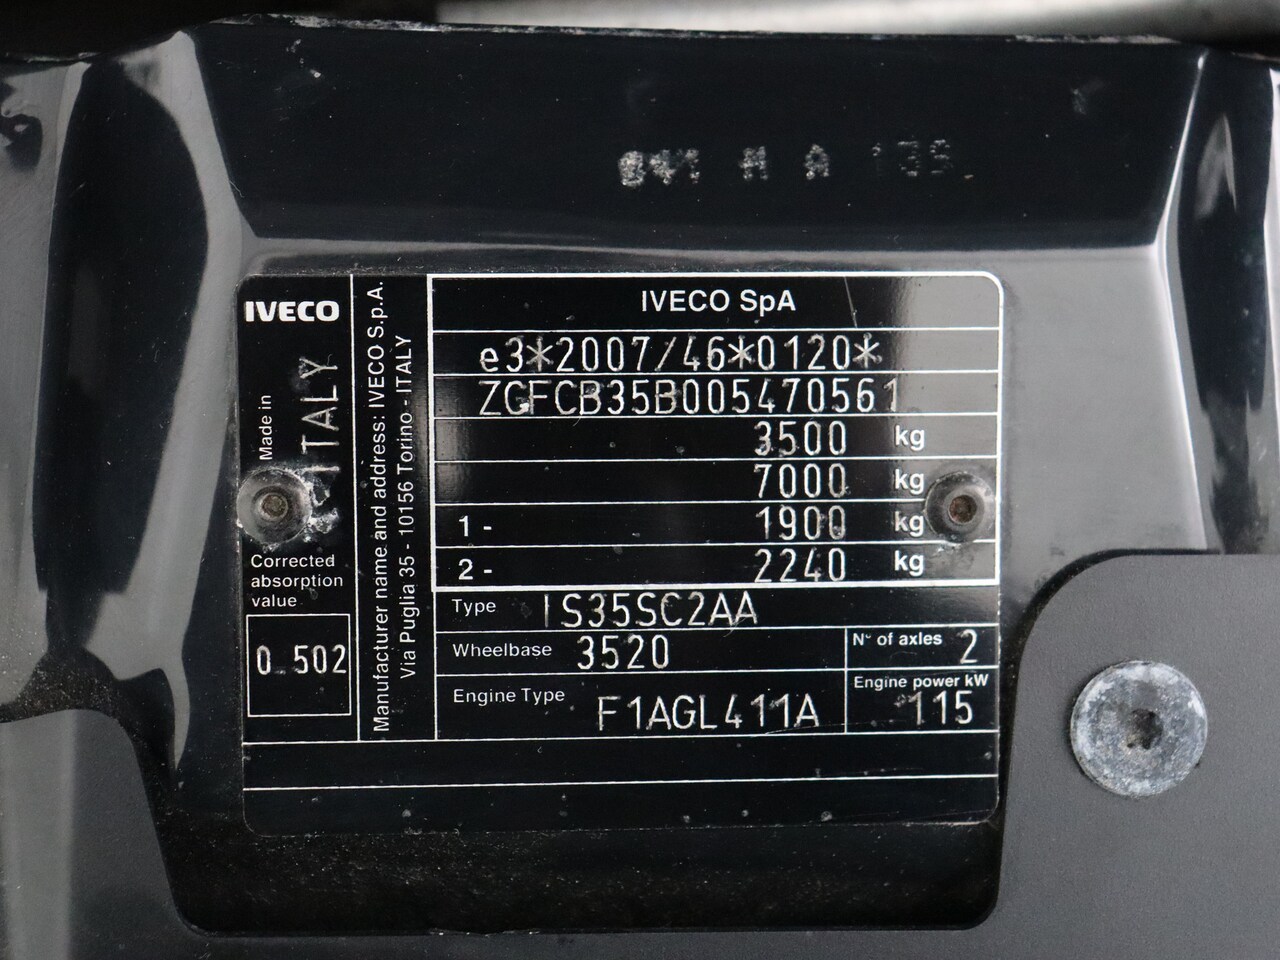 IVECO
Made in
ITALY
Corrected
absorption
value
0.502
Manufacturer name and address: IVECO S.p.A.
Via Puglia 35 - 10156 Torino - ITALY
IVECO SpA
e3*2007/46*0120*
ZCFCB35B005470561
3500 kg
7000 kg
1 - 1900 kg
2 - 2240 kg
Type IS35SC2AA
Wheelbase 3520
N° of axles 2
Engine Type F1AGL411A
Engine power kW 115